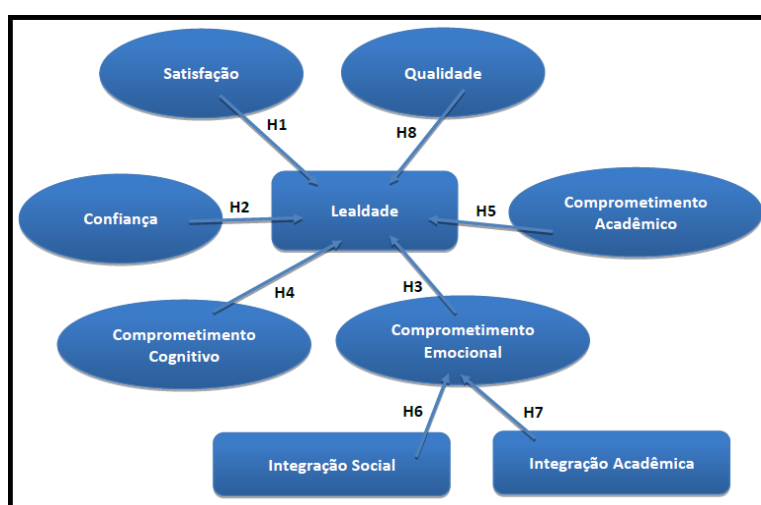 Satisfação
Qualidade
H1
H8
Confiança
H2
Lealdade
H5
Comprometimento
Acadêmico
H4
H3
Comprometimento
Cognitivo
Comprometimento
Emocional
H6
H7
Integração Social
Integração Acadêmica